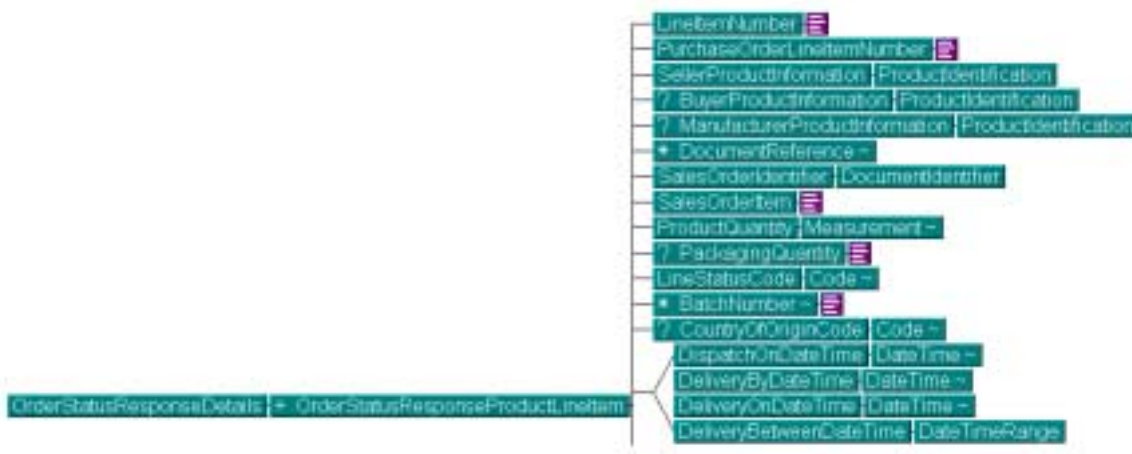 LineItemNumber
PurchaseOrderLineItemNumber
SellerProductInformation ProductIdentification
? BuyerProductInformation ProductIdentification
? ManufacturerProductInformation ProductIdentification
* DocumentReference ~
SalesOrderIdentifier DocumentIdentifier
SalesOrderItem
ProductQuantity Measurement ~
? PackagingQuantity
LineStatusCode Code ~
* BatchNumber ~
? CountryOfOriginCode Code ~
DispatchOnDateTime DateTime ~
DeliveryByDateTime DateTime ~
OrderStatusResponseDetails + OrderStatusResponseProductLineItem DeliveryOnDateTime DateTime ~
DeliveryBetweenDateTime DateTimeRange